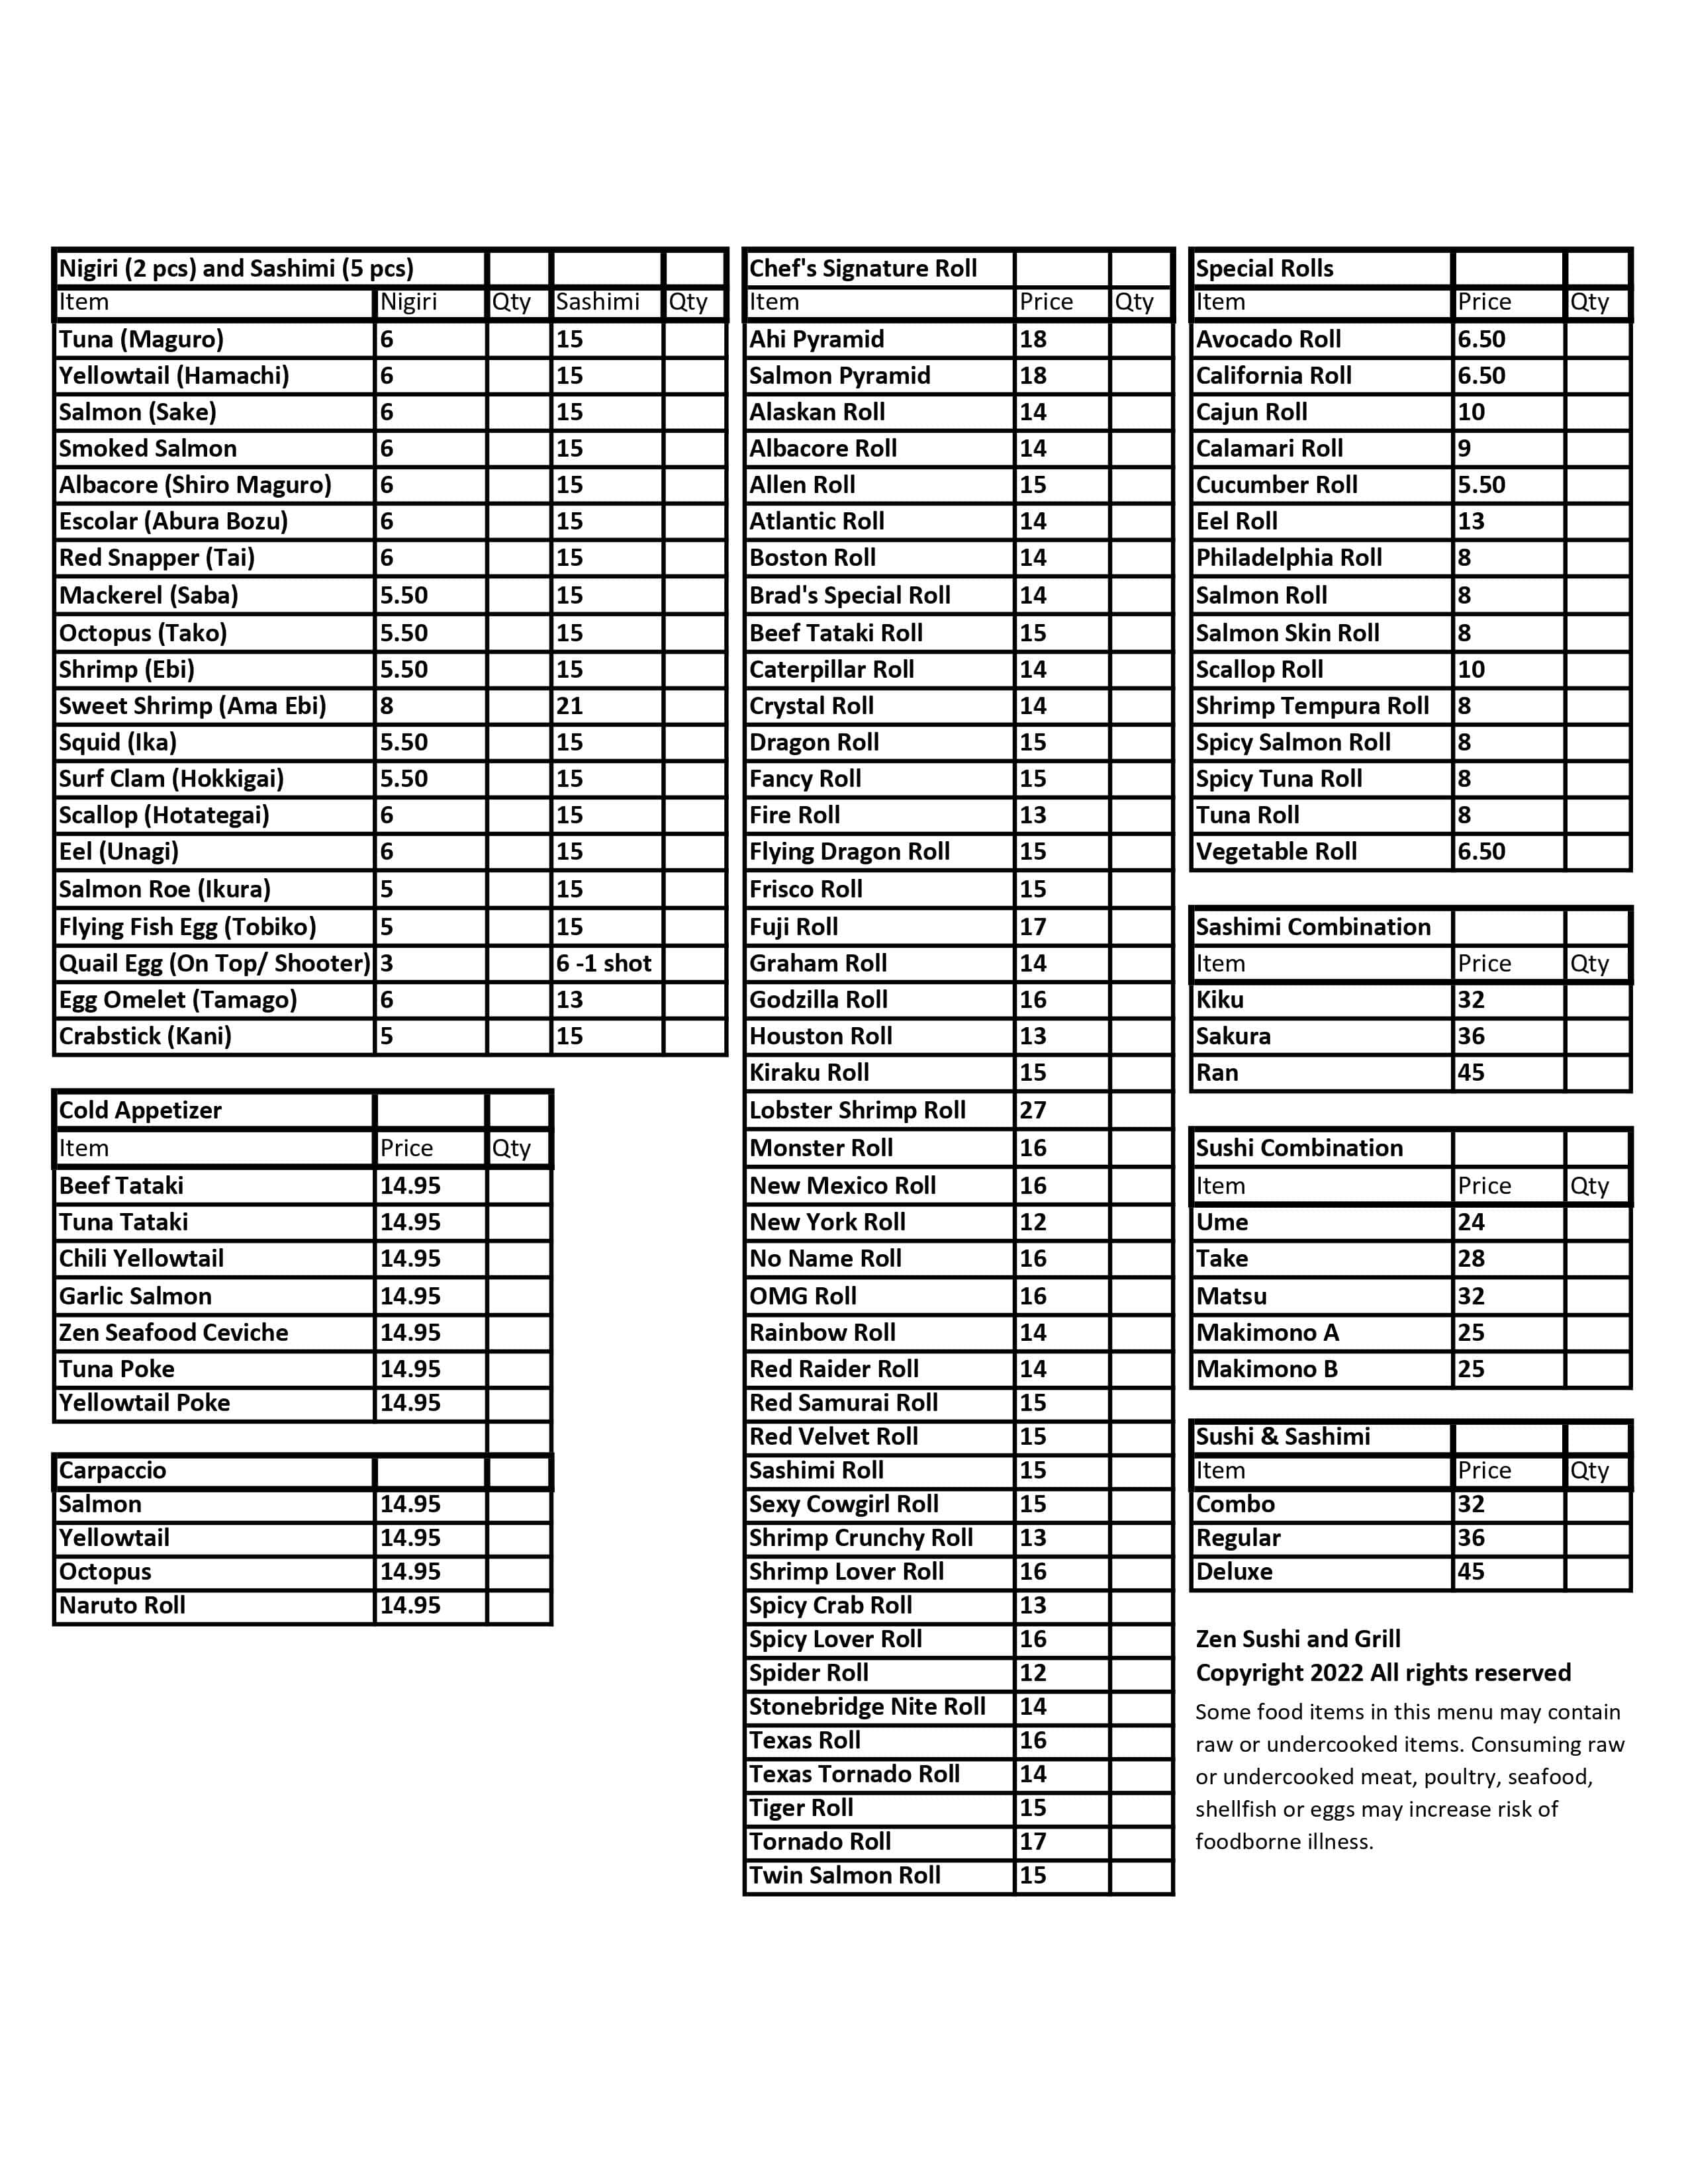 Nigiri (2 pcs) and Sashimi (5 pcs)
Item Nigiri Qty Sashimi Qty
Tuna (Maguro) 6 15
Yellowtail (Hamachi) 6 15
Salmon (Sake) 6 15
Smoked Salmon 6 15
Albacore (Shiro Maguro) 6 15
Escolar (Abura Bozu) 6 15
Red Snapper (Tai) 6 15
Mackerel (Saba) 5.50 15
Octopus (Tako) 5.50 15
Shrimp (Ebi) 5.50 15
Sweet Shrimp (Ama Ebi) 8 21
Squid (Ika) 5.50 15
Surf Clam (Hokkigai) 5.50 15
Scallop (Hotategai) 6 15
Eel (Unagi) 6 15
Salmon Roe (Ikura) 5 15
Flying Fish Egg (Tobiko) 5 15
Quail Egg (On Top/ Shooter) 3 6 -1 shot
Egg Omelet (Tamago) 6 13
Crabstick (Kani) 5 15
Cold Appetizer
Item Price Qty
Beef Tataki 14.95
Tuna Tataki 14.95
Chili Yellowtail 14.95
Garlic Salmon 14.95
Zen Seafood Ceviche 14.95
Tuna Poke 14.95
Yellowtail Poke 14.95
Carpaccio
Salmon 14.95
Yellowtail 14.95
Octopus 14.95
Naruto Roll 14.95
Chef's Signature Roll
Item Price Qty
Ahi Pyramid 18
Salmon Pyramid 18
Alaskan Roll 14
Albacore Roll 14
Allen Roll 15
Atlantic Roll 14
Boston Roll 14
Brad's Special Roll 14
Beef Tataki Roll 15
Caterpillar Roll 14
Crystal Roll 14
Dragon Roll 15
Fancy Roll 15
Fire Roll 13
Flying Dragon Roll 15
Frisco Roll 15
Fuji Roll 17
Graham Roll 14
Godzilla Roll 16
Houston Roll 13
Kiraku Roll 15
Lobster Shrimp Roll 27
Monster Roll 16
New Mexico Roll 16
New York Roll 12
No Name Roll 16
OMG Roll 16
Rainbow Roll 14
Red Raider Roll 14
Red Samurai Roll 15
Red Velvet Roll 15
Sashimi Roll 15
Sexy Cowgirl Roll 15
Shrimp Crunchy Roll 13
Shrimp Lover Roll 16
Spicy Crab Roll 13
Spicy Lover Roll 16
Spider Roll 12
Stonebridge Nite Roll 14
Texas Roll 16
Texas Tornado Roll 14
Tiger Roll 15
Tornado Roll 17
Twin Salmon Roll 15
Special Rolls
Item Price Qty
Avocado Roll 6.50
California Roll 6.50
Cajun Roll 10
Calamari Roll 9
Cucumber Roll 5.50
Eel Roll 13
Philadelphia Roll 8
Salmon Roll 8
Salmon Skin Roll 8
Scallop Roll 10
Shrimp Tempura Roll 8
Spicy Salmon Roll 8
Spicy Tuna Roll 8
Tuna Roll 8
Vegetable Roll 6.50
Sashimi Combination
Item Price Qty
Kiku 32
Sakura 36
Ran 45
Sushi Combination
Item Price Qty
Ume 24
Take 28
Matsu 32
Makimono A 25
Makimono B 25
Sushi & Sashimi
Item Price Qty
Combo 32
Regular 36
Deluxe 45
Zen Sushi and Grill
Copyright 2022 All rights reserved
Some food items in this menu may contain
raw or undercooked items. Consuming raw
or undercooked meat, poultry, seafood,
shellfish or eggs may increase risk of
foodborne illness.